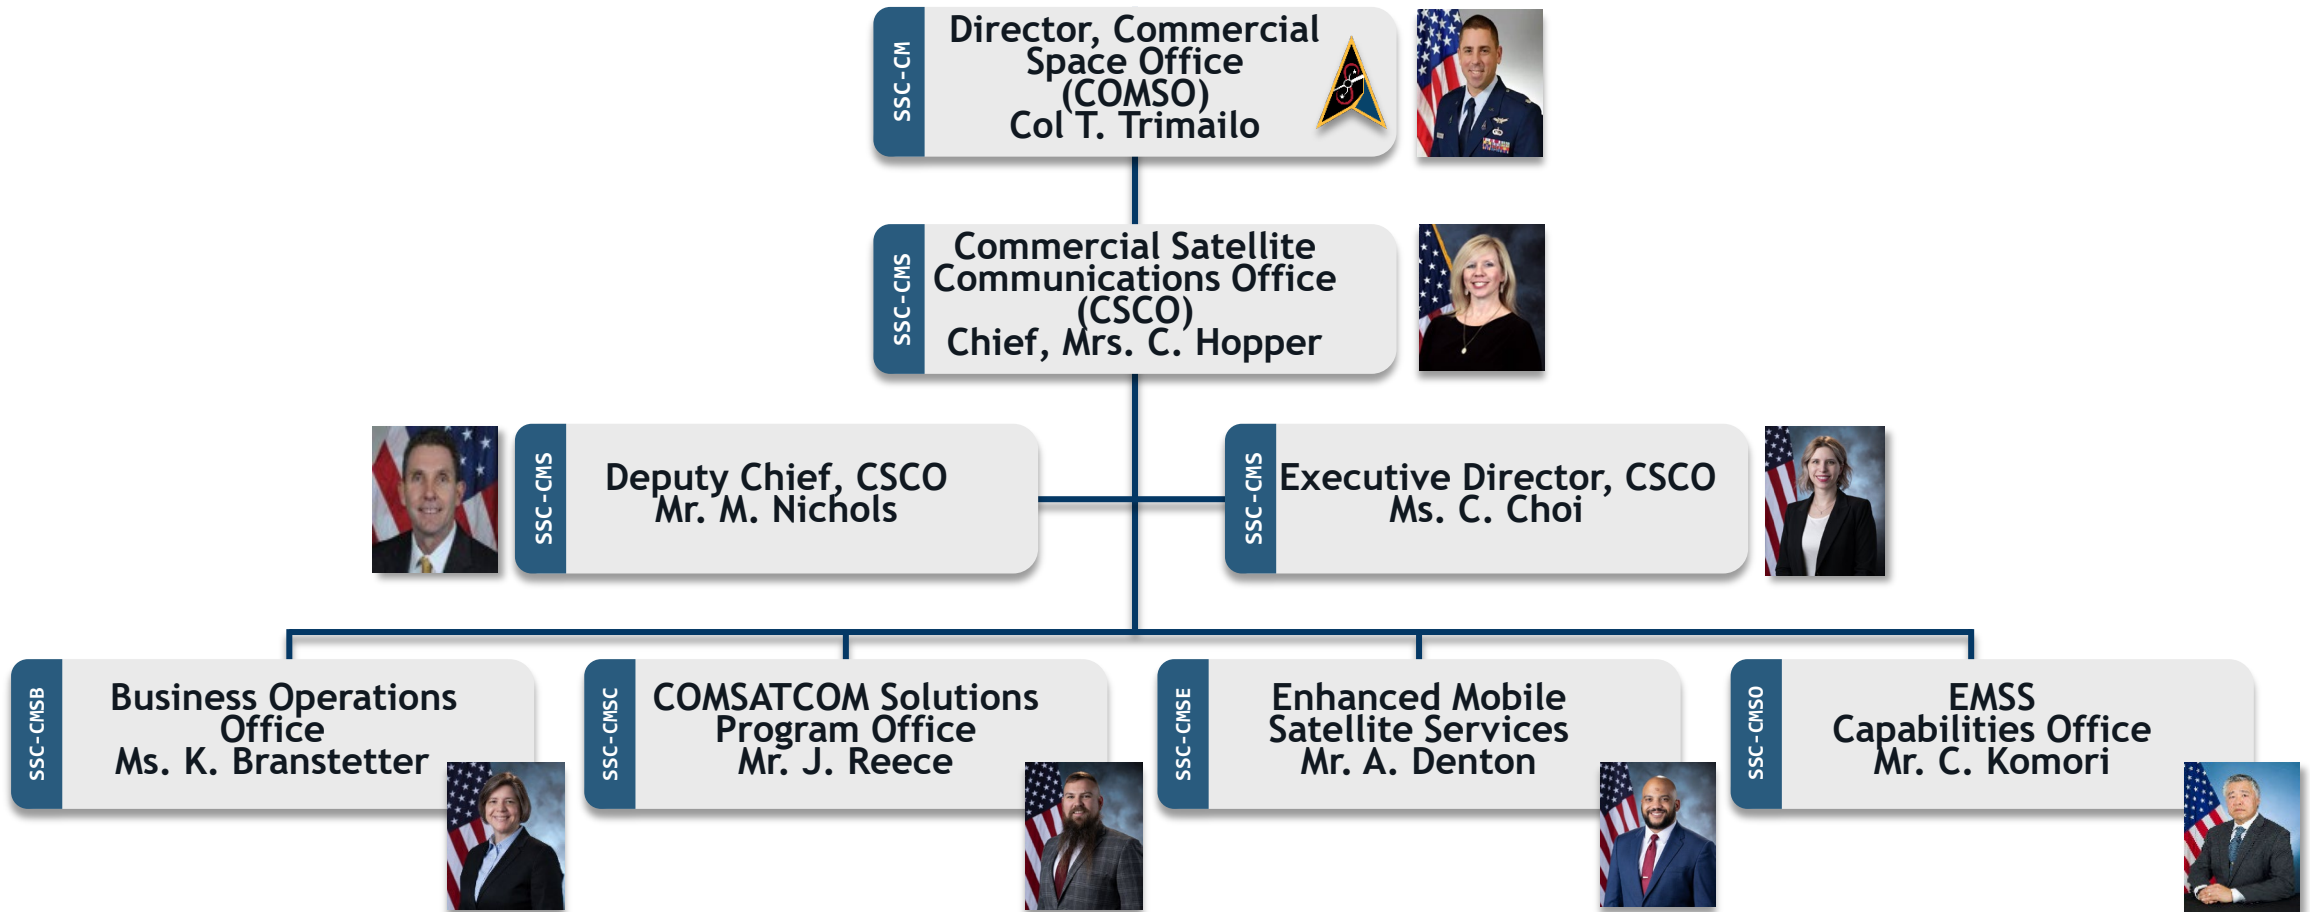 SSC-CM
Director, Commercial
Space Office
(COMSO)
Col T. Trimailo
SSC-CMS
Commercial Satellite
Communications Office
(CSCO)
Chief, Mrs. C. Hopper
SSC-CMS
Deputy Chief, CSCO
Mr. M. Nichols
SSC-CMS
Executive Director, CSCO
Ms. C. Choi
SSC-CMSB
Business Operations
Office
Ms. K. Branstetter
SSC-CMSC
COMSATCOM Solutions
Program Office
Mr. J. Reece
SSC-CMSE
Enhanced Mobile
Satellite Services
Mr. A. Denton
SSC-CMSO
EMSS
Capabilities Office
Mr. C. Komori